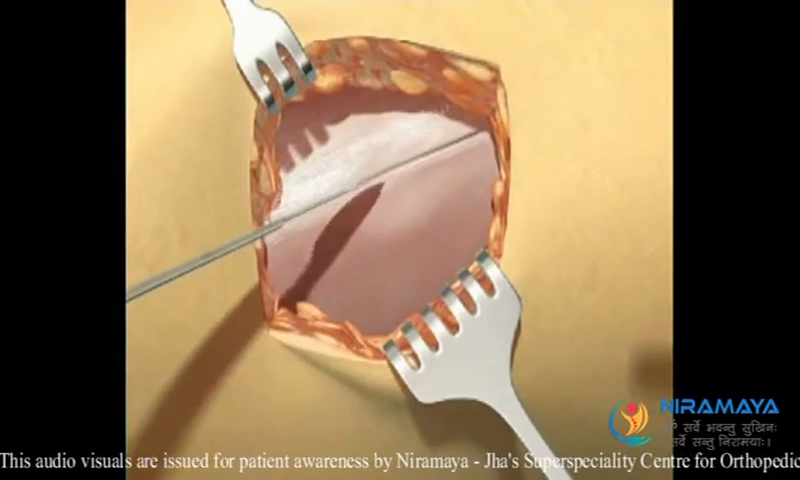 NIRAMAYA
ॐ सर्वे भवन्तु सुखिनः
सर्वे सन्तु निरामयाः।
This audio visuals are issued for patient awareness by Niramaya - Jha's Superspeciality Centre for Orthopedic